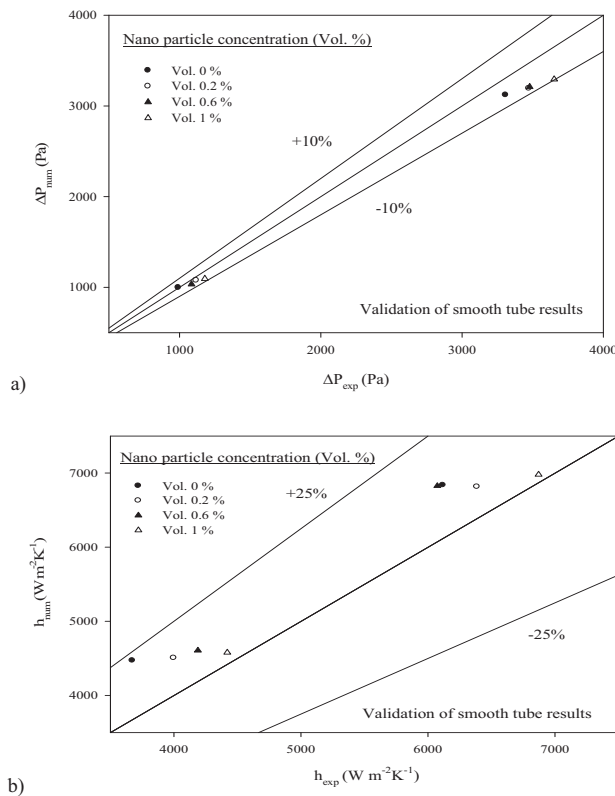 Nano particle concentration (Vol. %)
Vol. 0 %
Vol. 0.2 %
Vol. 0.6 %
Vol. 1 %
+10%
-10%
Validation of smooth tube results
4000
3000
2000
1000
ΔP_num (Pa)
1000 2000 3000 4000
ΔP_exp (Pa)
a)
Nano particle concentration (Vol. %)
Vol. 0 %
Vol. 0.2 %
Vol. 0.6 %
Vol. 1 %
+25%
-25%
Validation of smooth tube results
7000
6000
5000
4000
h_num (Wm⁻²K⁻¹)
4000 5000 6000 7000
h_exp (W m⁻²K⁻¹)
b)